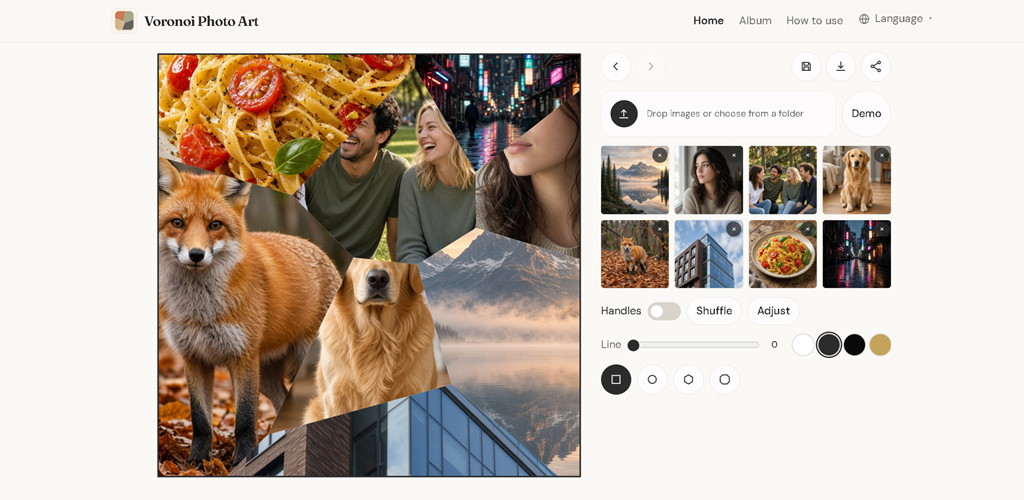 Voronoi Photo Art
Home Album How to use Language
Drop images or choose from a folder
Demo
Handles Shuffle Adjust
Line 0